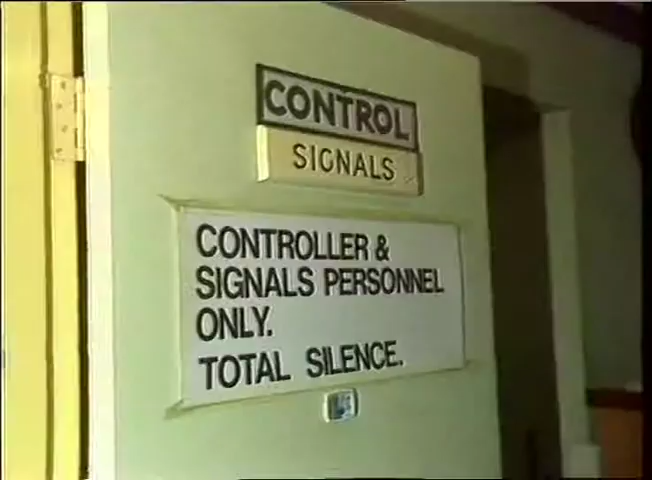 CONTROL
SIGNALS
CONTROLLER &
SIGNALS PERSONNEL
ONLY.
TOTAL SILENCE.